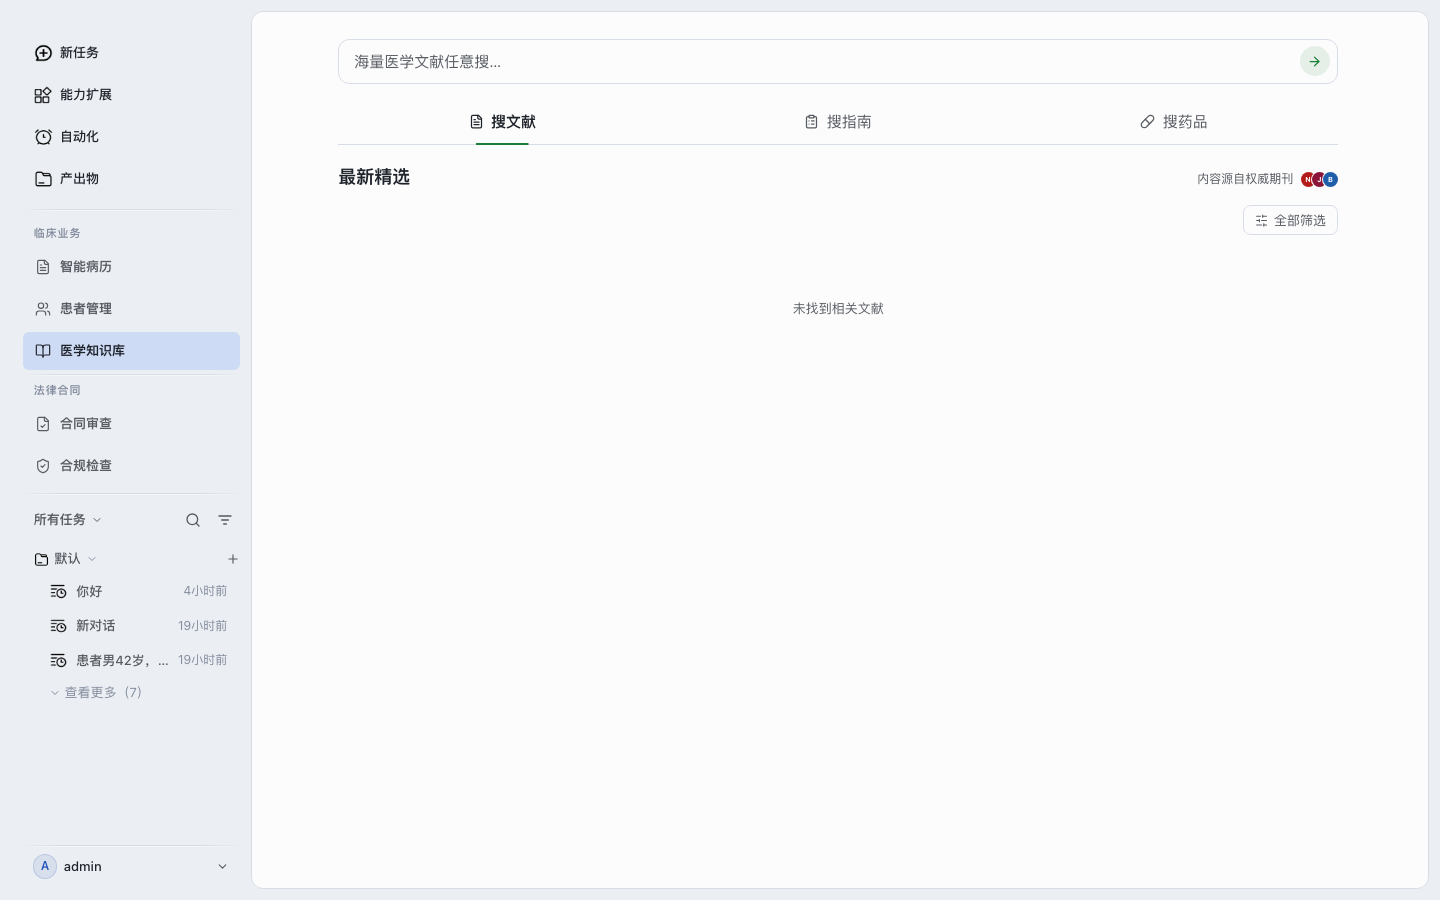 新任务
能力扩展
自动化
产出物
临床业务
智能病历
患者管理
医学知识库
法律合同
合同审查
合规检查
所有任务
默认
你好 4小时前
新对话 19小时前
患者男42岁，... 19小时前
查看更多（7）
A admin
海量医学文献任意搜...
搜文献 搜指南 搜药品
最新精选
内容源自权威期刊 N J B
全部筛选
未找到相关文献